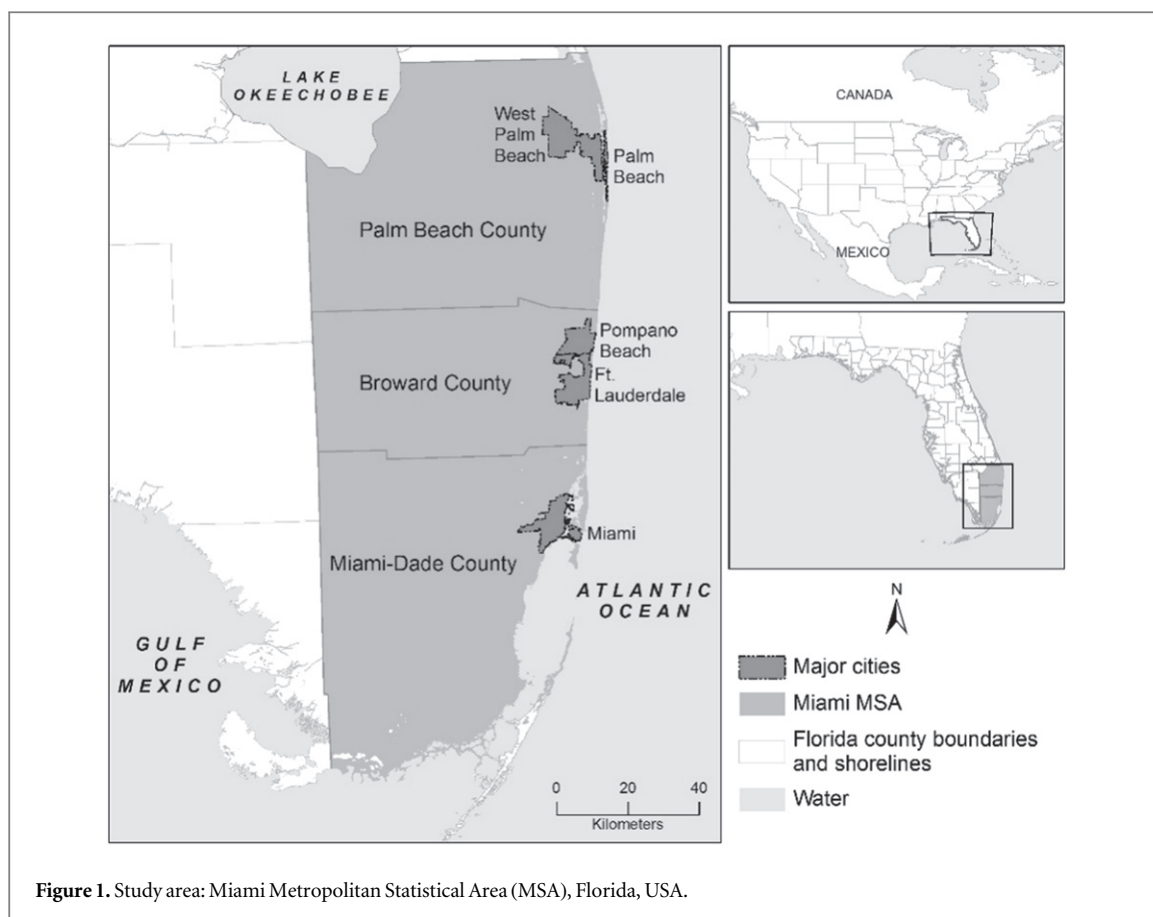 LAKE
OKEECHOBEE
West
Palm
Beach
Palm
Beach
Palm Beach County
Pompano
Beach
Ft.
Lauderdale
Broward County
Miami
Miami-Dade County
ATLANTIC
OCEAN
GULF
OF
MEXICO
0 20 40
Kilometers
CANADA
MEXICO
N
Major cities
Miami MSA
Florida county boundaries
and shorelines
Water
Figure 1. Study area: Miami Metropolitan Statistical Area (MSA), Florida, USA.